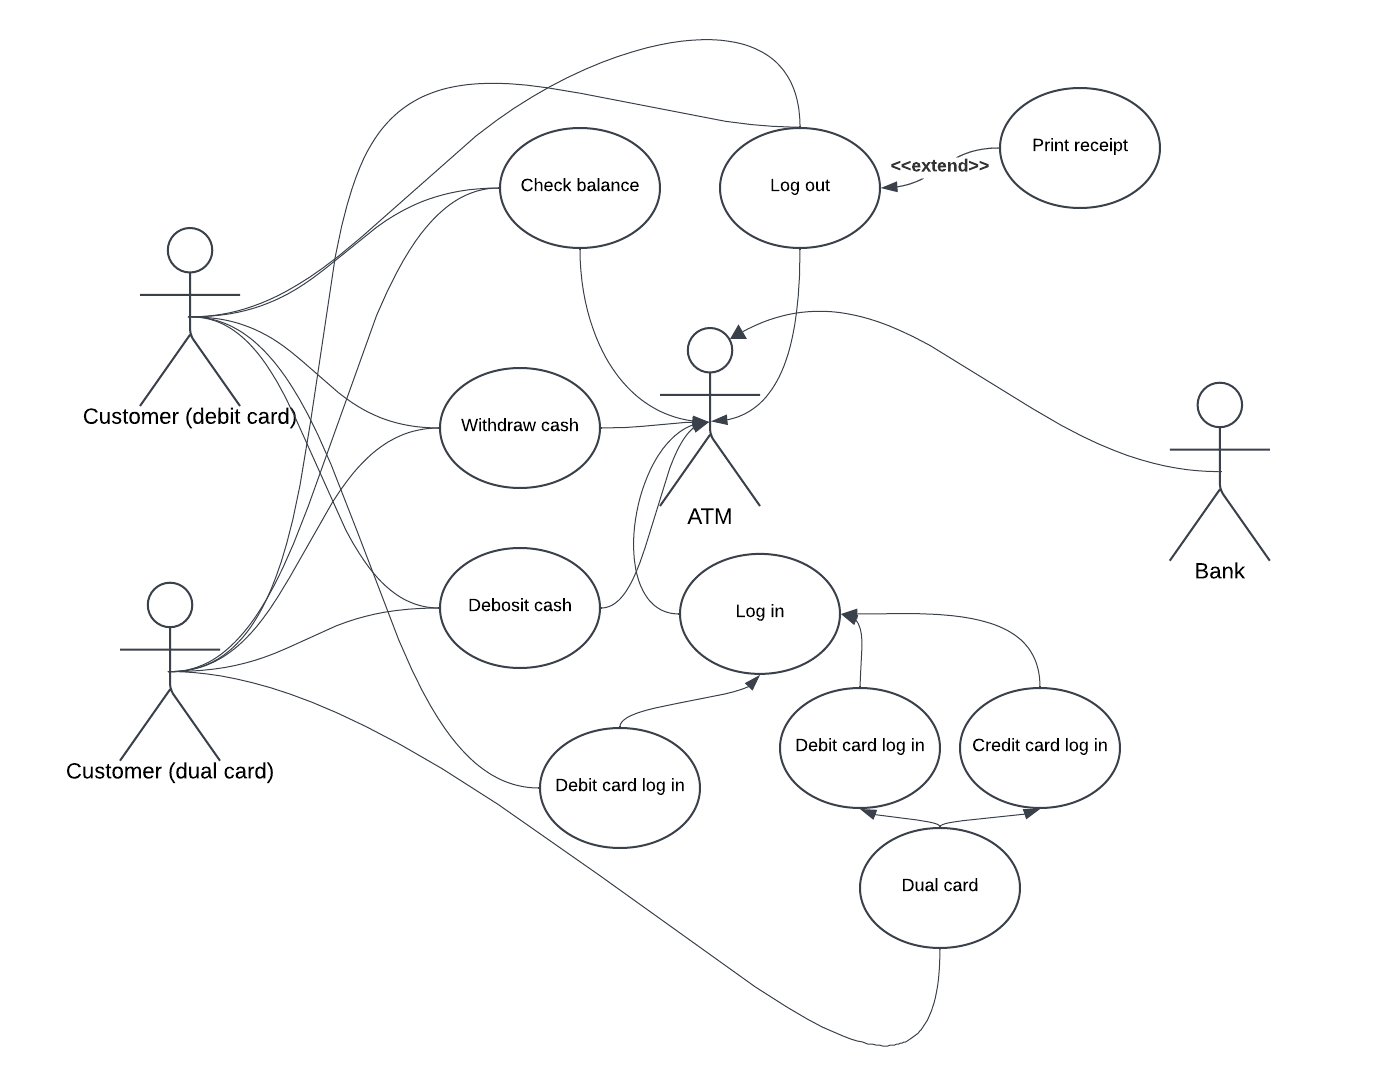 Print receipt
<<extend>>
Check balance
Log out
Customer (debit card)
Withdraw cash
ATM
Bank
Debosit cash
Log in
Debit card log in
Credit card log in
Customer (dual card)
Debit card log in
Dual card